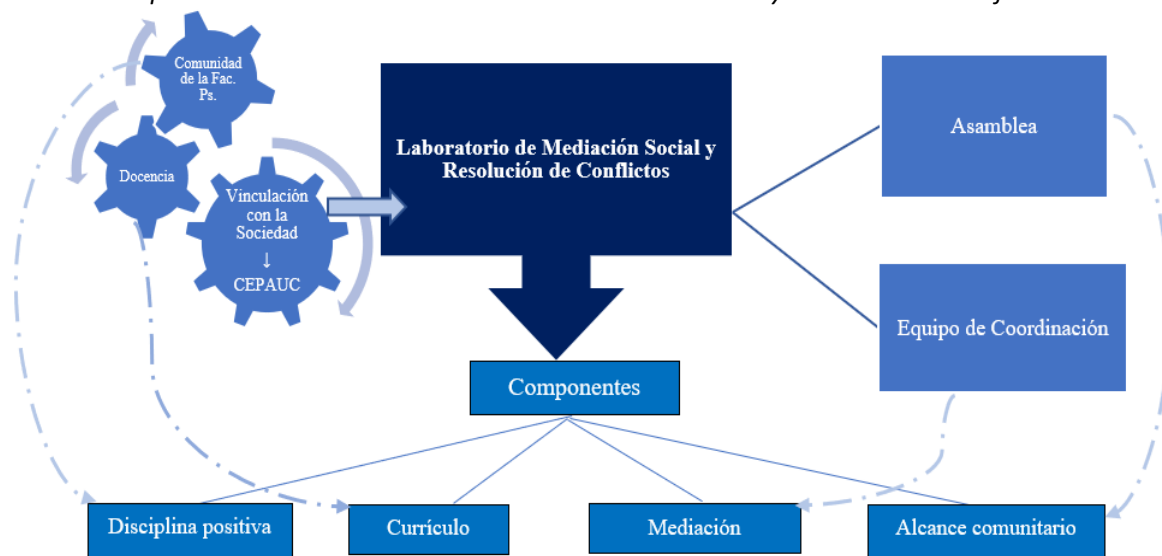 Comunidad
de la Fac.
Ps.
Docencia
Vinculación
con la
Sociedad
↓
CEPAUC
Laboratorio de Mediación Social y
Resolución de Conflictos
Asamblea
Equipo de Coordinación
Componentes
Disciplina positiva
Currículo
Mediación
Alcance comunitario